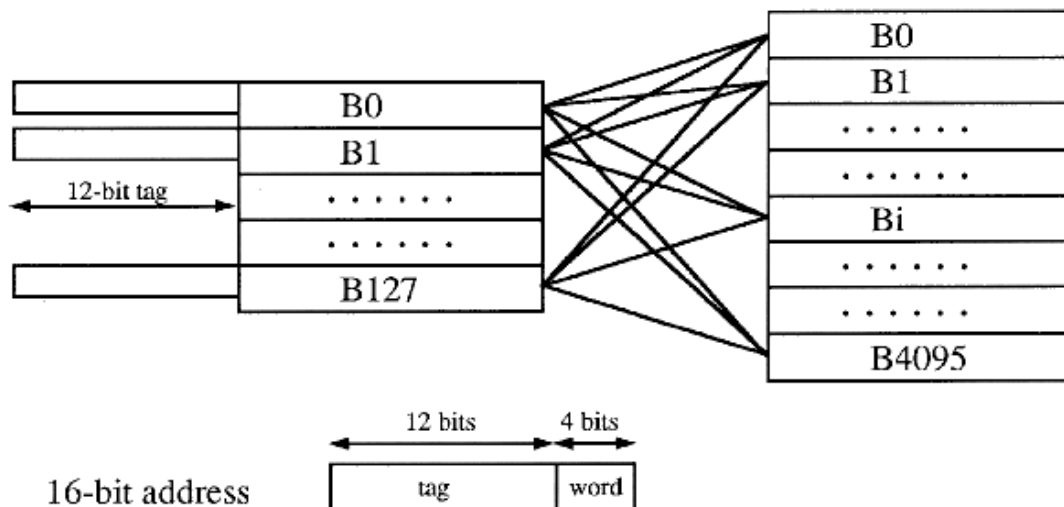 B0
B1
. . . . . .
. . . . . .
B127
12-bit tag
B0
B1
. . . . . .
. . . . . .
Bi
. . . . . .
. . . . . .
B4095
12 bits
4 bits
16-bit address
tag
word